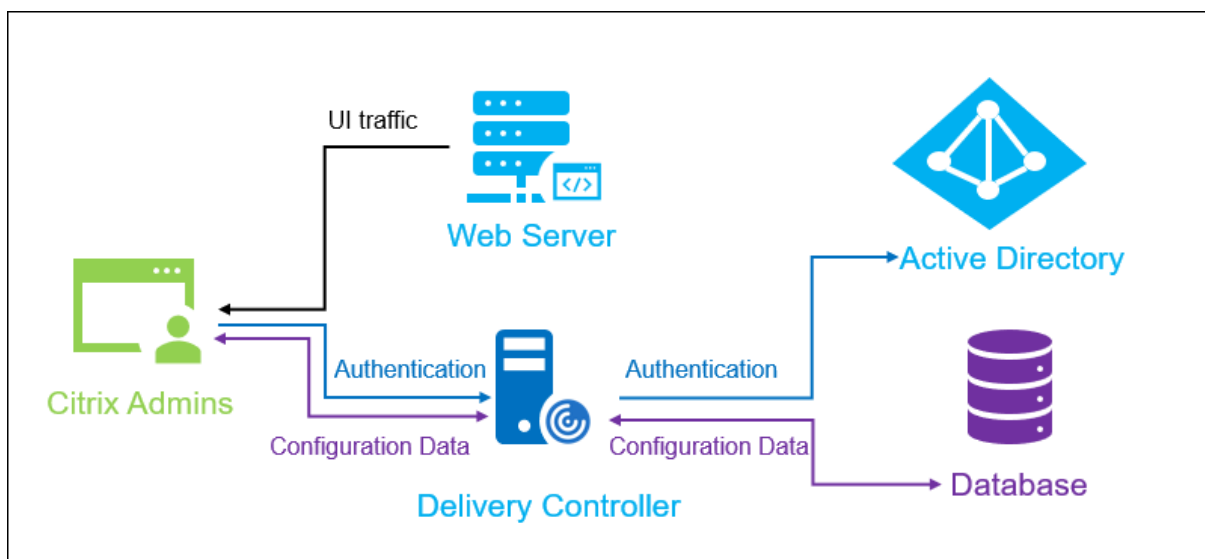 UI traffic
</>
Web Server
Active Directory
Authentication
Authentication
Citrix Admins
Configuration Data
Configuration Data
Database
Delivery Controller